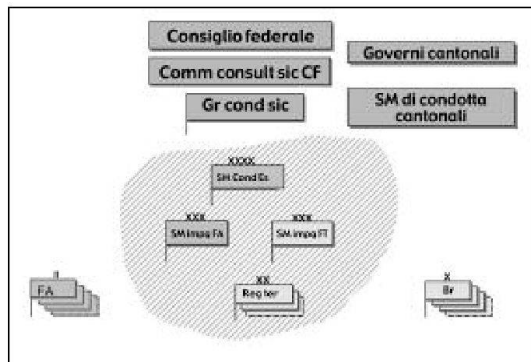 Consiglio federale
Governi cantonali
Comm consult sic CF
Gr cond sic
SM di condotta
cantonali
XXXX
SM Cond Es
XXX
SM impg FA
XXX
SM impg FT
II
FA
XX
Reg ter
X
Br